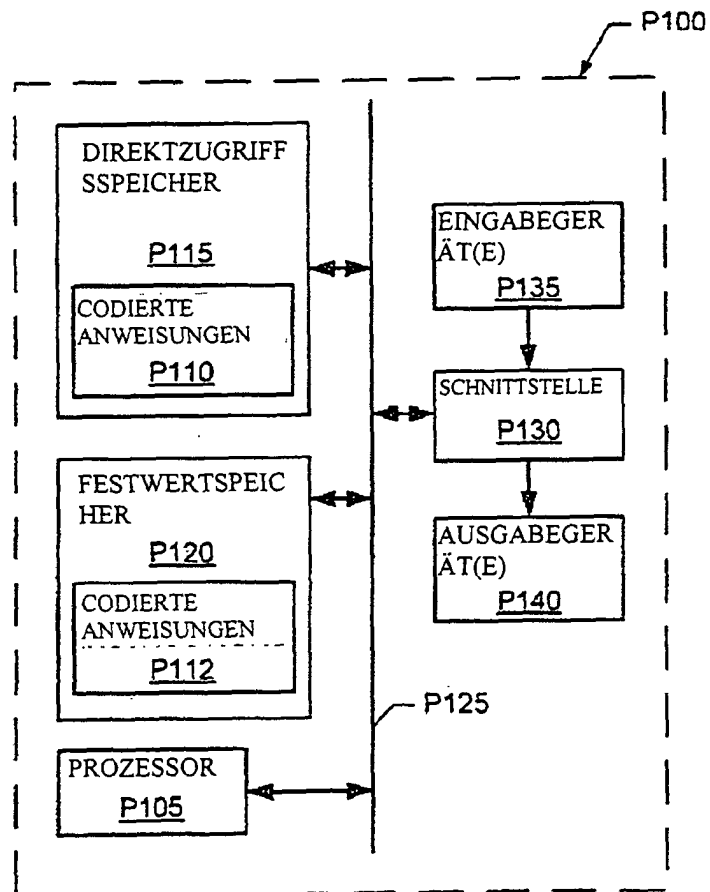 P100
DIREKTZUGRIFF
SSPEICHER
P115
CODIERTE
ANWEISUNGEN
P110
FESTWERTSPEIC
HER
P120
CODIERTE
ANWEISUNGEN
P112
PROZESSOR
P105
EINGABEGER
ÄT(E)
P135
SCHNITTSTELLE
P130
AUSGABEGER
ÄT(E)
P140
P125